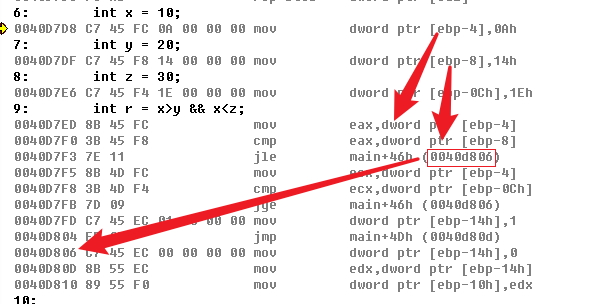 6: int x = 10;
0040D7D8 C7 45 FC 0A 00 00 00 mov dword ptr [ebp-4],0Ah
7: int y = 20;
0040D7DF C7 45 F8 14 00 00 00 mov dword ptr [ebp-8],14h
8: int z = 30;
0040D7E6 C7 45 F4 1E 00 00 00 mov dword ptr [ebp-0Ch],1Eh
9: int r = x>y && x<z;
0040D7ED 8B 45 FC mov eax,dword ptr [ebp-4]
0040D7F0 3B 45 F8 cmp eax,dword ptr [ebp-8]
0040D7F3 7E 11 jle main+46h (0040d806)
0040D7F5 8B 4D FC mov ptr [ebp-4]
0040D7F8 3B 4D F4 cmp ecx,dword ptr [ebp-0Ch]
0040D7FB 7D 09 jge main+46h (0040d806)
0040D7FD C7 45 EC 00 00 00 mov dword ptr [ebp-14h],1
0040D804 jmp main+4Dh (0040d80d)
0040D806 C7 45 EC 00 00 00 00 mov dword ptr [ebp-14h],0
0040D80D 8B 55 EC mov edx,dword ptr [ebp-14h]
0040D810 89 55 F0 mov dword ptr [ebp-10h],edx
10: